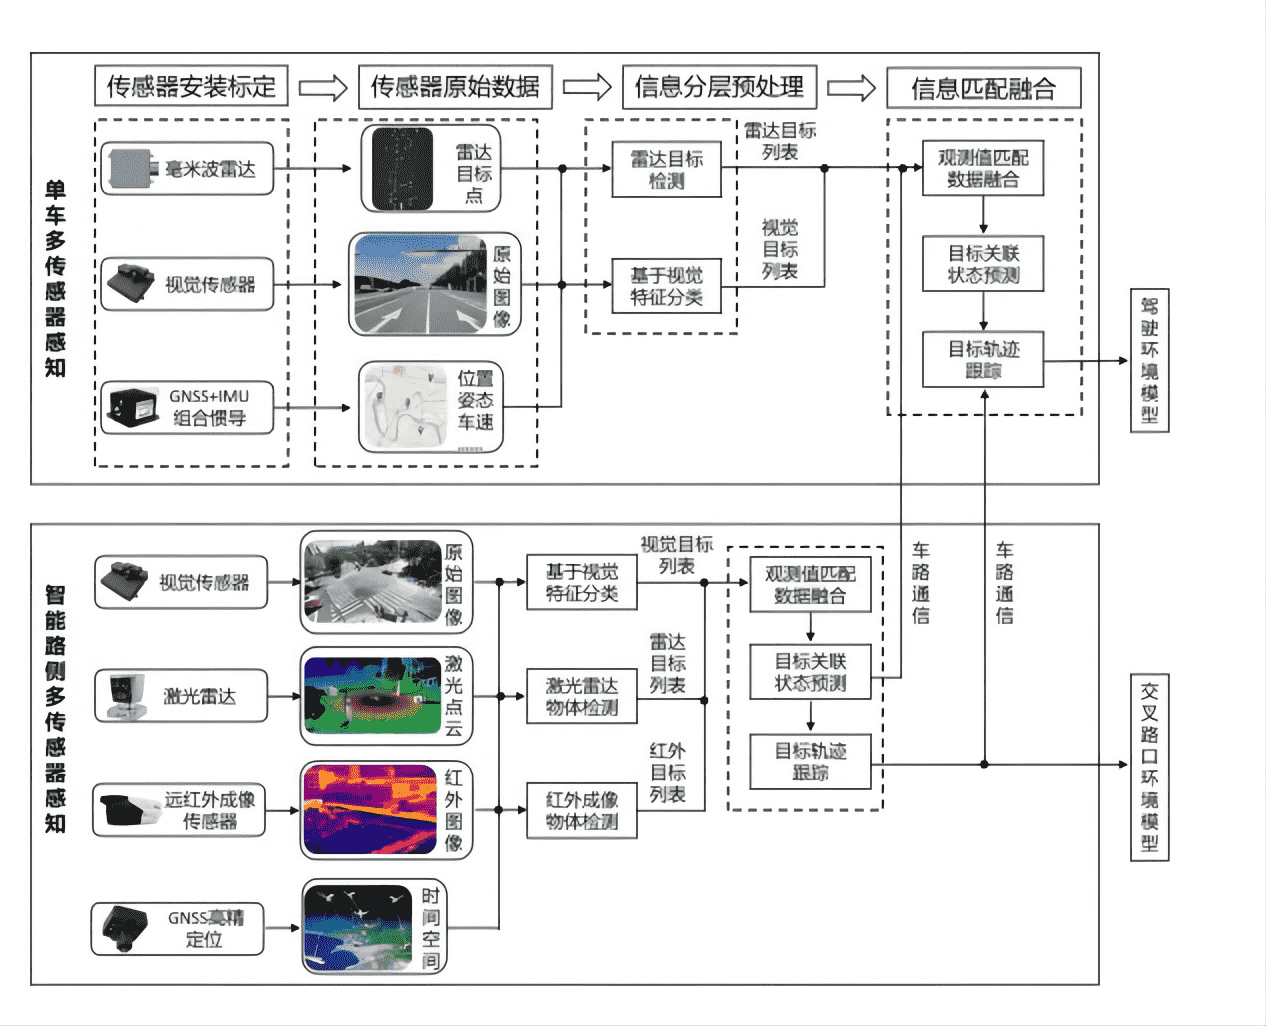 传感器安装标定
传感器原始数据
信息分层预处理
信息匹配融合
单车多传感器感知
毫米波雷达
雷达
目标
点
雷达目标
检测
雷达目标
列表
观测值匹配
数据融合
视觉传感器
原始图像
基于视觉
特征分类
视觉
目标
列表
目标关联
状态预测
GNSS+IMU
组合惯导
位置
姿态
车速
目标轨迹
跟踪
驾驶环境模型
智能路侧多传感器感知
视觉传感器
原始图像
基于视觉
特征分类
视觉目标
列表
观测值匹配
数据融合
车路通信
车路通信
激光雷达
激光点云
激光雷达
物体检测
雷达
目标
列表
目标关联
状态预测
远红外成像
传感器
红外图像
红外成像
物体检测
红外
目标
列表
目标轨迹
跟踪
交叉路口环境模型
GNSS高精
定位
时间空间